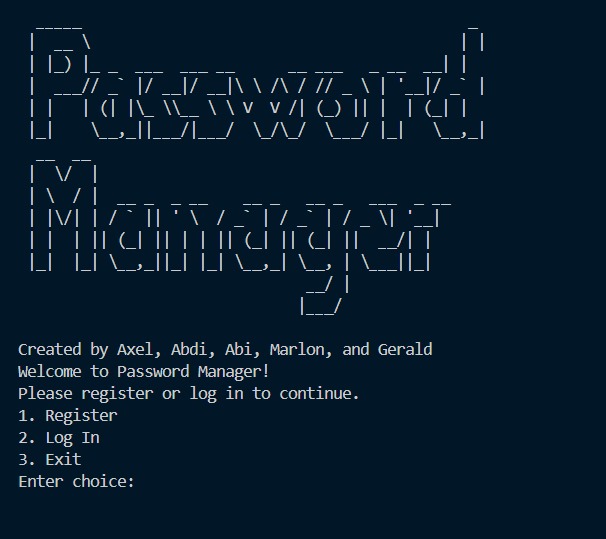 Password
Manager
Created by Axel, Abdi, Abi, Marlon, and Gerald
Welcome to Password Manager!
Please register or log in to continue.
1. Register
2. Log In
3. Exit
Enter choice: